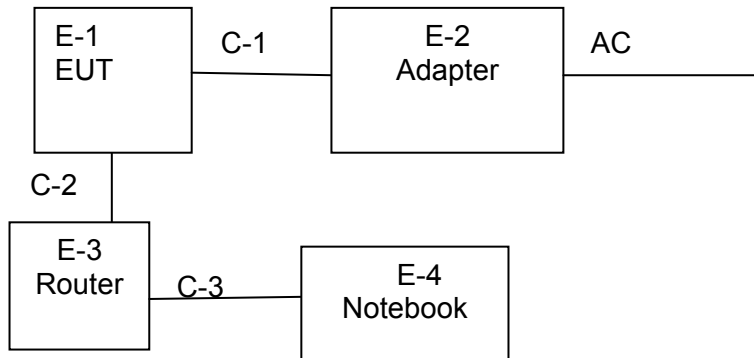 E-1
EUT
C-1
E-2
Adapter
AC
C-2
E-3
Router
C-3
E-4
Notebook